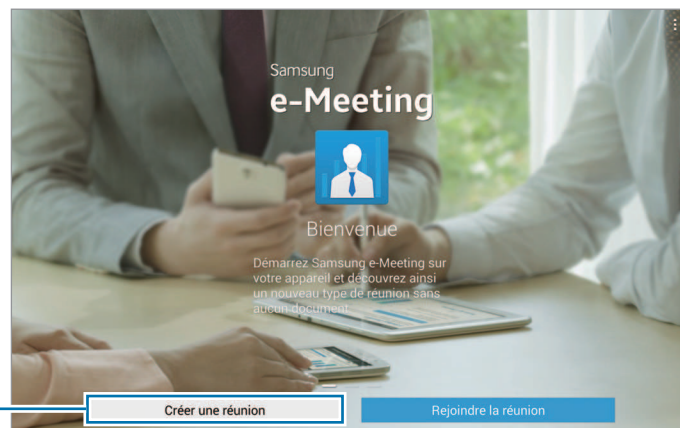 Samsung
e-Meeting
Bienvenue
Démarrez Samsung e-Meeting sur
votre appareil et découvrez ainsi
un nouveau type de réunion sans
aucun document.
Créer une réunion
Rejoindre la réunion